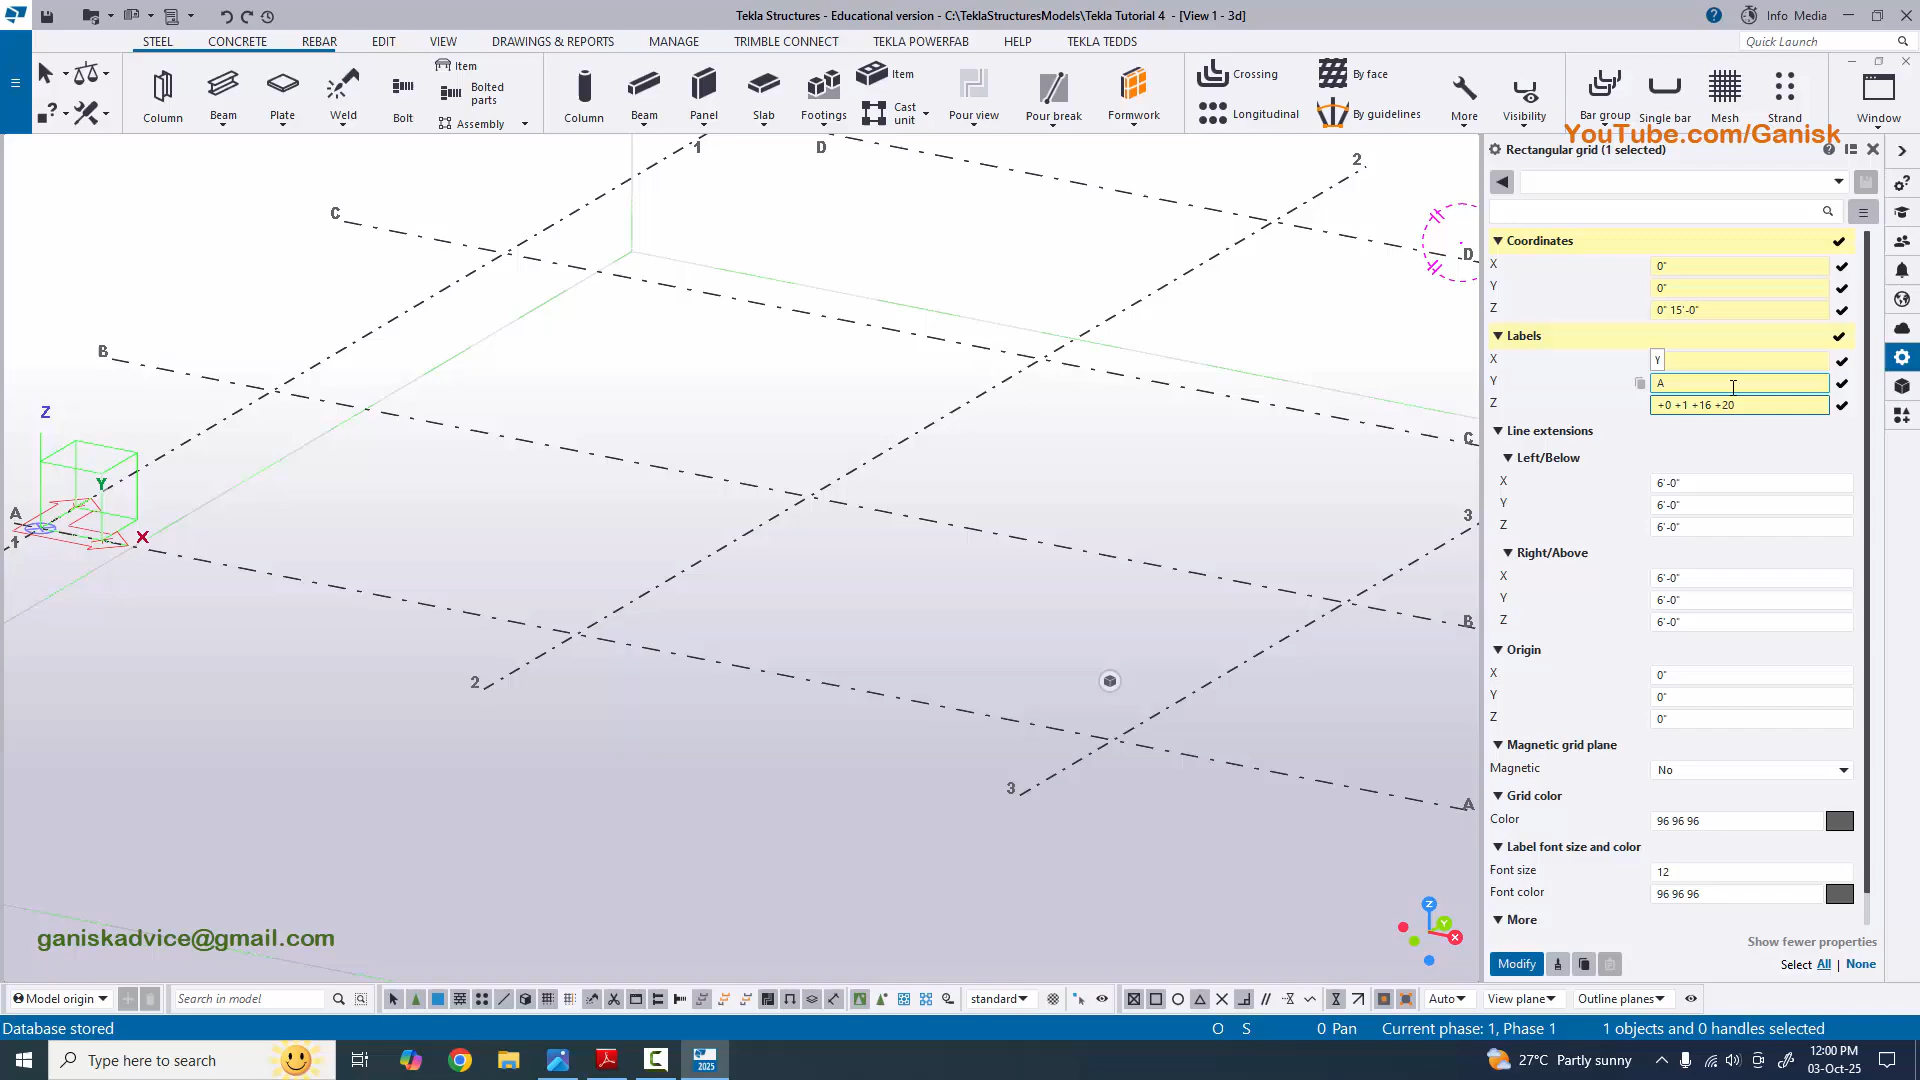 Tekla Structures - Educational version - C:\TeklaStructuresModels\Tekla Tutorial 4 - [View 1 - 3d]
Info Media
STEEL
CONCRETE
REBAR
EDIT
VIEW
DRAWINGS & REPORTS
MANAGE
TRIMBLE CONNECT
TEKLA POWERFAB
HELP
TEKLA TEDDS
Quick Launch
Column
Beam
Plate
Weld
Bolt
Item
Bolted parts
Assembly
Column
Beam
Panel
Slab
Footings
Item
Cast unit
Pour view
Pour break
Formwork
Crossing
Longitudinal
By face
By guidelines
More
Visibility
Bar group
Single bar
Mesh
Strand
Window
YouTube.com/Ganisk
Rectangular grid (1 selected)
Coordinates
X 0"
Y 0"
Z 0" 15'-0"
Labels
X Y
Y A
Z +0 +1 +16 +20
Line extensions
Left/Below
X 6'-0"
Y 6'-0"
Z 6'-0"
Right/Above
X 6'-0"
Y 6'-0"
Z 6'-0"
Origin
X 0"
Y 0"
Z 0"
Magnetic grid plane
Magnetic No
Grid color
Color 96 96 96
Label font size and color
Font size 12
Font color 96 96 96
More
Show fewer properties
Modify
Select All | None
1
D
2
C
D
B
Z
Y
C
A
1
X
3
B
2
3
A
Z
Y
X
ganiskadvice@gmail.com
Model origin
Search in model
standard
Auto
View plane
Outline planes
Database stored
O S
0 Pan
Current phase: 1, Phase 1
1 objects and 0 handles selected
Type here to search
2025
27°C Partly sunny
12:00 PM
03-Oct-25